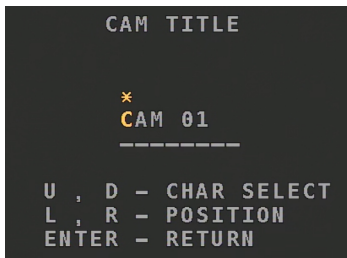 CAM TITLE
*
CAM 01
————————
U , D — CHAR SELECT
L , R — POSITION
ENTER — RETURN